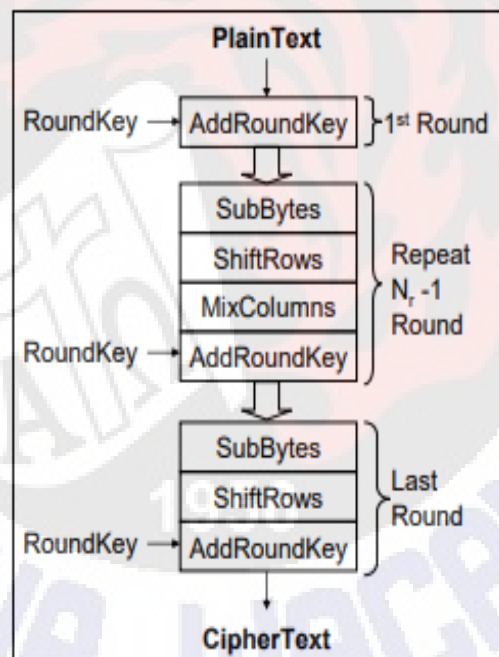 PlainText
RoundKey AddRoundKey 1st Round
SubBytes
ShiftRows
MixColumns
RoundKey AddRoundKey
Repeat
Nr -1
Round
SubBytes
ShiftRows
RoundKey AddRoundKey
Last
Round
CipherText